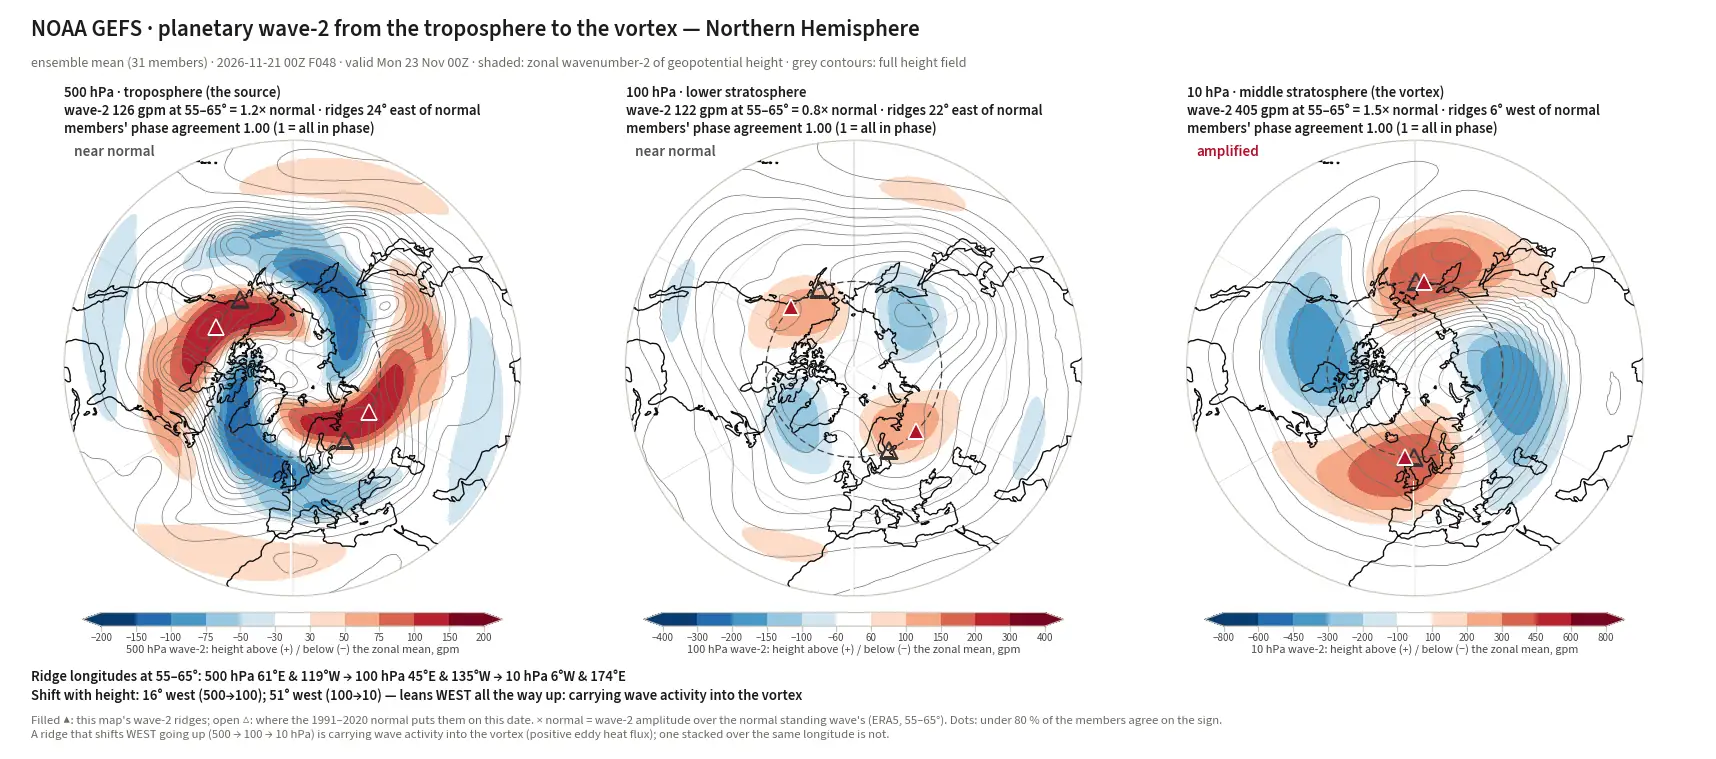 NOAA GEFS · planetary wave-2 from the troposphere to the vortex — Northern Hemisphere
ensemble mean (31 members) · 2026-11-21 00Z F048 · valid Mon 23 Nov 00Z · shaded: zonal wavenumber-2 of geopotential height · grey contours: full height field
500 hPa · troposphere (the source)
wave-2 126 gpm at 55–65° = 1.2× normal · ridges 24° east of normal
members' phase agreement 1.00 (1 = all in phase)
near normal
100 hPa · lower stratosphere
wave-2 122 gpm at 55–65° = 0.8× normal · ridges 22° east of normal
members' phase agreement 1.00 (1 = all in phase)
near normal
10 hPa · middle stratosphere (the vortex)
wave-2 405 gpm at 55–65° = 1.5× normal · ridges 6° west of normal
members' phase agreement 1.00 (1 = all in phase)
amplified
−200 −150 −100 −75 −50 −30 30 50 75 100 150 200
500 hPa wave-2: height above (+) / below (−) the zonal mean, gpm
−400 −300 −200 −150 −100 −60 60 100 150 200 300 400
100 hPa wave-2: height above (+) / below (−) the zonal mean, gpm
−800 −600 −450 −300 −200 −100 100 200 300 450 600 800
10 hPa wave-2: height above (+) / below (−) the zonal mean, gpm
Ridge longitudes at 55–65°: 500 hPa 61°E & 119°W → 100 hPa 45°E & 135°W → 10 hPa 6°W & 174°E
Shift with height: 16° west (500→100); 51° west (100→10) — leans WEST all the way up: carrying wave activity into the vortex
Filled ▲: this map's wave-2 ridges; open △: where the 1991–2020 normal puts them on this date. × normal = wave-2 amplitude over the normal standing wave's (ERA5, 55–65°). Dots: under 80 % of the members agree on the sign.
A ridge that shifts WEST going up (500 → 100 → 10 hPa) is carrying wave activity into the vortex (positive eddy heat flux); one stacked over the same longitude is not.